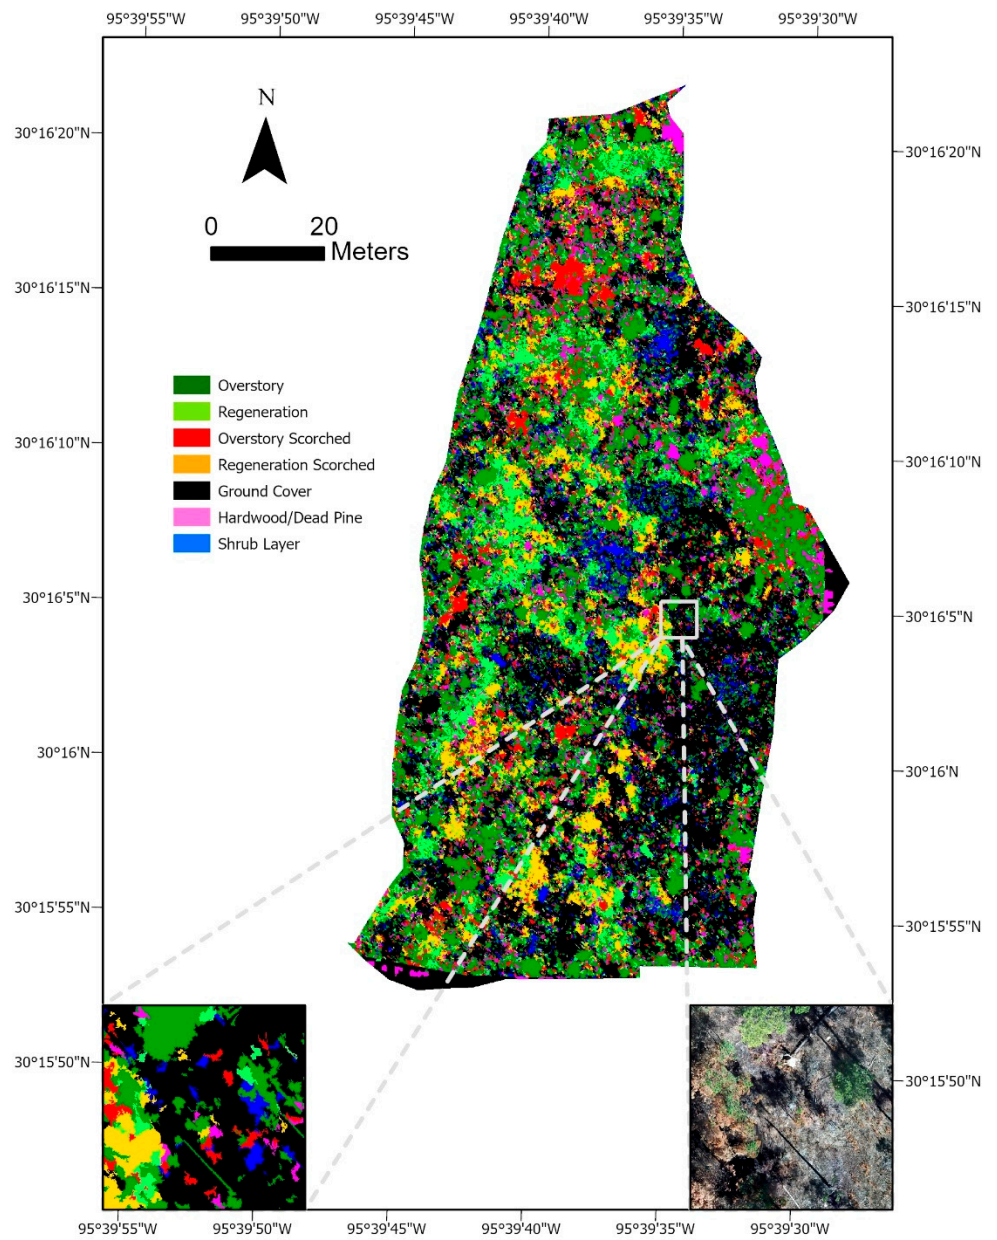 95°39'55"W 95°39'50"W 95°39'45"W 95°39'40"W 95°39'35"W 95°39'30"W
N
30°16'20"N
30°16'20"N
0 20
Meters
30°16'15"N
30°16'15"N
Overstory
Regeneration
30°16'10"N
Overstory Scorched
30°16'10"N
Regeneration Scorched
Ground Cover
Hardwood/Dead Pine
Shrub Layer
30°16'5"N
30°16'5"N
30°16'N
30°16'N
30°15'55"N
30°15'55"N
30°15'50"N
30°15'50"N
95°39'55"W 95°39'50"W 95°39'45"W 95°39'40"W 95°39'35"W 95°39'30"W